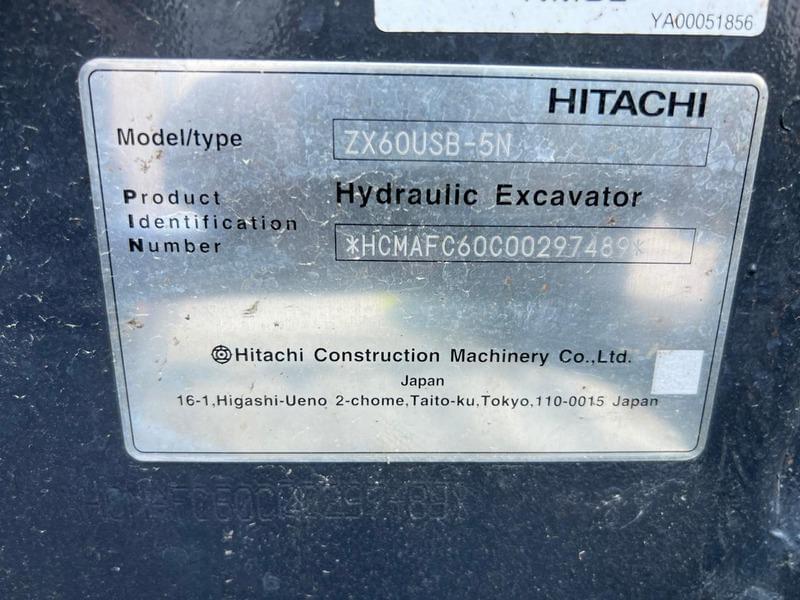 YA00051856
HITACHI
Model/type ZX60USB-5N
Product Hydraulic Excavator
Identification
Number *HCMAFC60C00297489*
Hitachi Construction Machinery Co.,Ltd.
Japan
16-1,Higashi-Ueno 2-chome,Taito-ku,Tokyo,110-0015 Japan